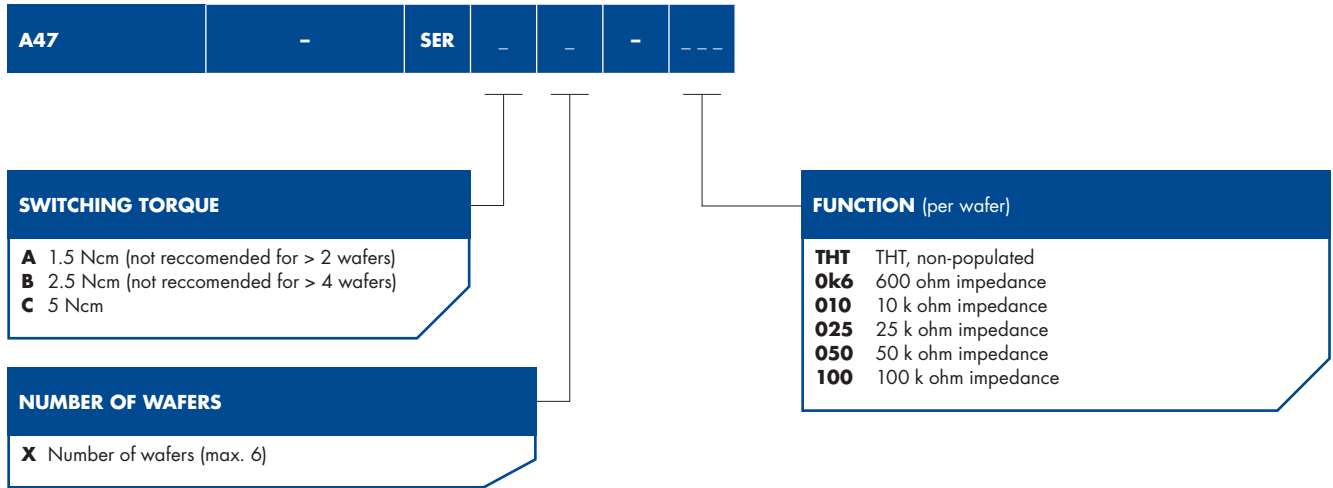 A47 – SER _ _ – _ _ _
SWITCHING TORQUE
A 1.5 Ncm (not reccomended for > 2 wafers)
B 2.5 Ncm (not reccomended for > 4 wafers)
C 5 Ncm
NUMBER OF WAFERS
X Number of wafers (max. 6)
FUNCTION (per wafer)
THT THT, non-populated
0k6 600 ohm impedance
010 10 k ohm impedance
025 25 k ohm impedance
050 50 k ohm impedance
100 100 k ohm impedance